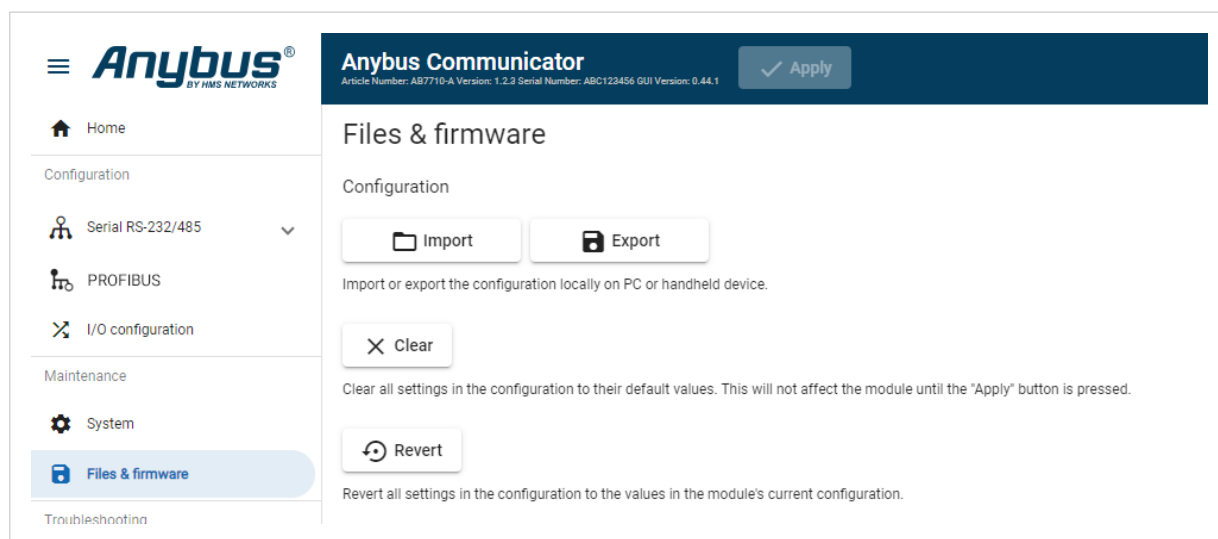 Anybus®
BY HMS NETWORKS
Anybus Communicator
Article Number: AB7710-A Version: 1.2.3 Serial Number: ABC123456 GUI Version: 0.44.1
Apply
Home
Configuration
Serial RS-232/485
PROFIBUS
I/O configuration
Maintenance
System
Files & firmware
Troubleshooting
Files & firmware
Configuration
Import
Export
Import or export the configuration locally on PC or handheld device.
Clear
Clear all settings in the configuration to their default values. This will not affect the module until the "Apply" button is pressed.
Revert
Revert all settings in the configuration to the values in the module's current configuration.